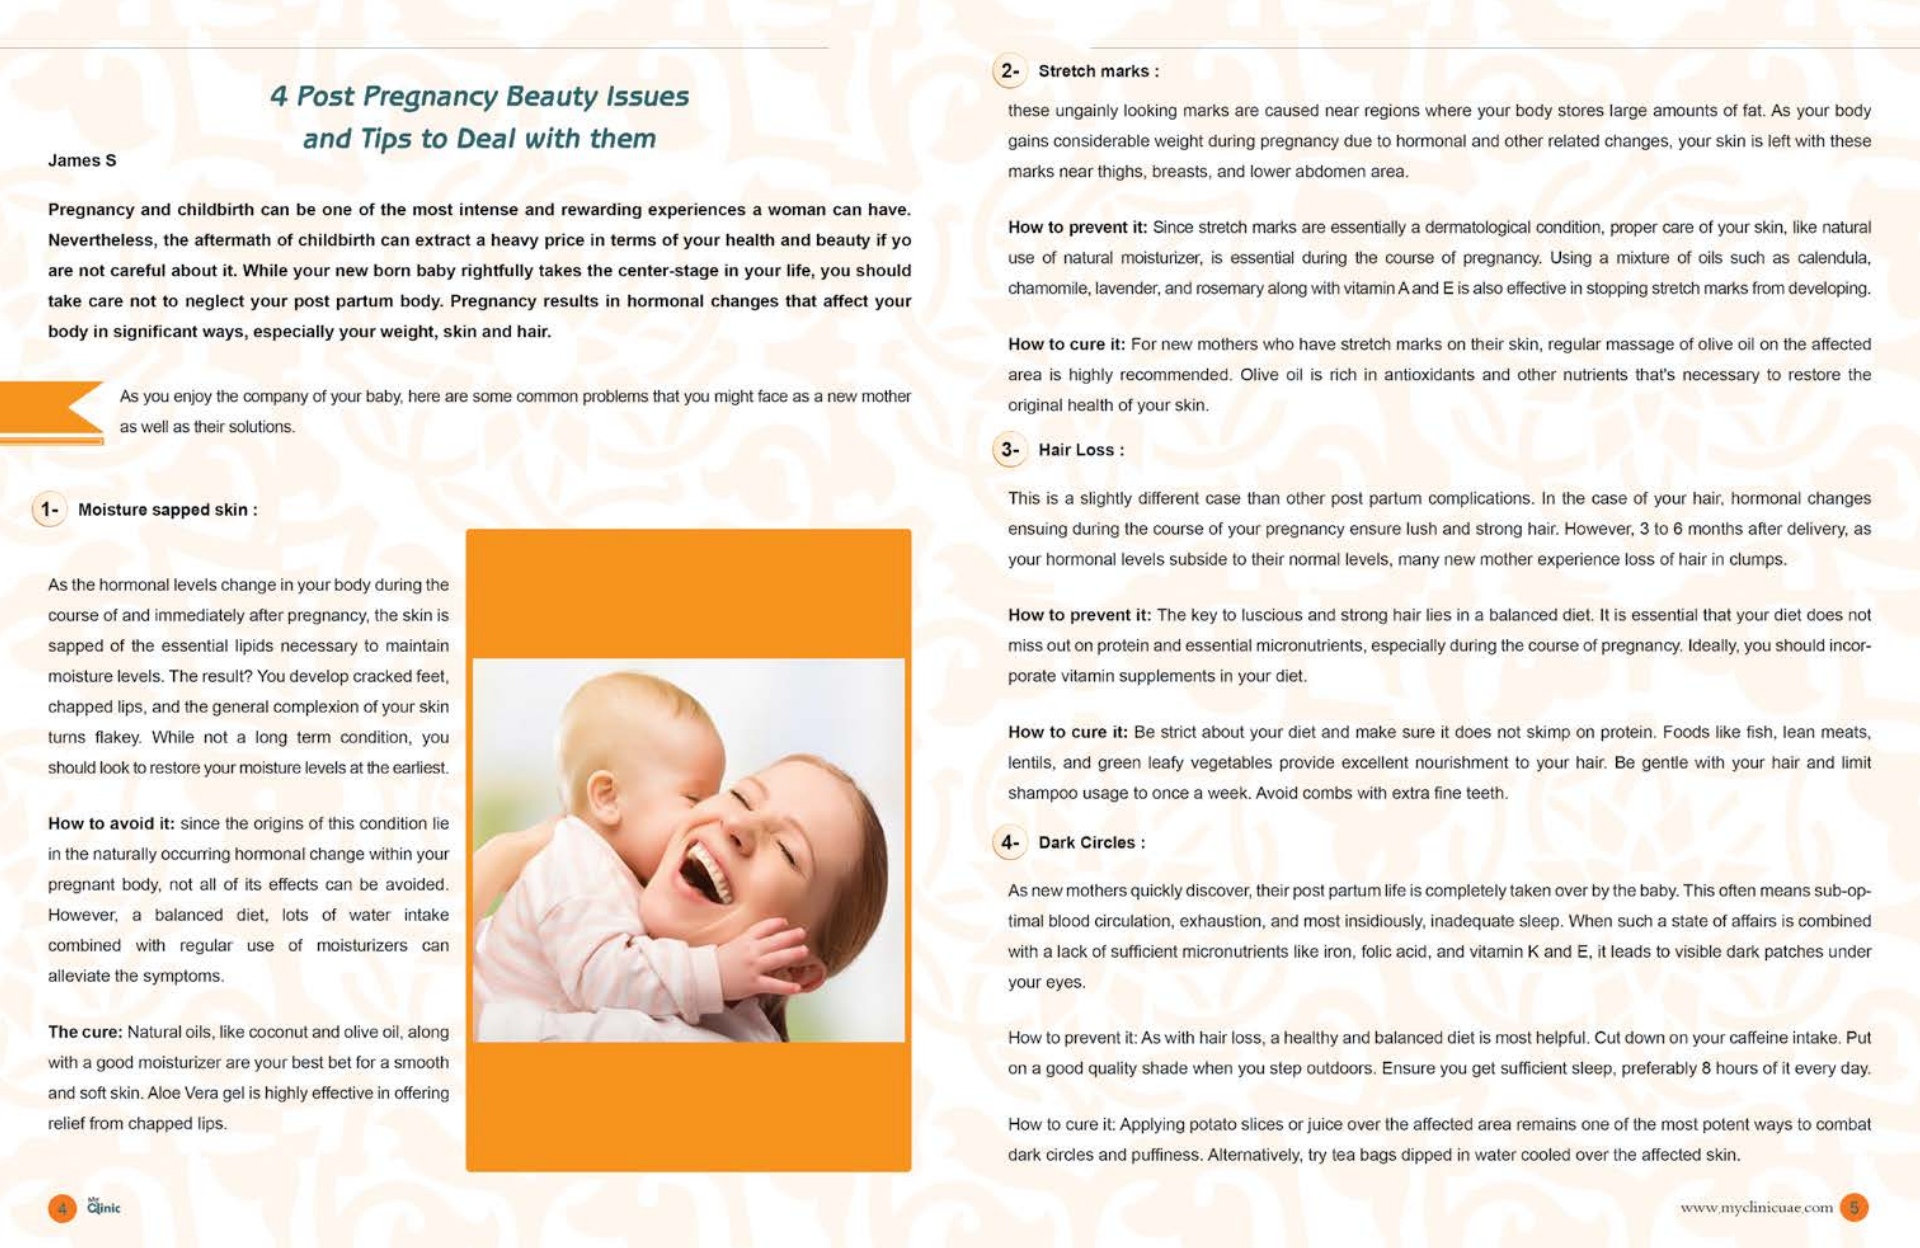 4 Post Pregnancy Beauty Issues
and Tips to Deal with them
James S
Pregnancy and childbirth can be one of the most intense and rewarding experiences a woman can have.
Nevertheless, the aftermath of childbirth can extract a heavy price in terms of your health and beauty if yo
are not careful about it. While your new born baby rightfully takes the center-stage in your life, you should
take care not to neglect your post partum body. Pregnancy results in hormonal changes that affect your
body in significant ways, especially your weight, skin and hair.
As you enjoy the company of your baby, here are some common problems that you might face as a new mother
as well as their solutions.
1- Moisture sapped skin :
As the hormonal levels change in your body during the
course of and immediately after pregnancy, the skin is
sapped of the essential lipids necessary to maintain
moisture levels. The result? You develop cracked feet,
chapped lips, and the general complexion of your skin
turns flakey. While not a long term condition, you
should look to restore your moisture levels at the earliest.
How to avoid it: since the origins of this condition lie
in the naturally occurring hormonal change within your
pregnant body, not all of its effects can be avoided.
However, a balanced diet, lots of water intake
combined with regular use of moisturizers can
alleviate the symptoms.
The cure: Natural oils, like coconut and olive oil, along
with a good moisturizer are your best bet for a smooth
and soft skin. Aloe Vera gel is highly effective in offering
relief from chapped lips.
4 My Clinic
2- Stretch marks :
these ungainly looking marks are caused near regions where your body stores large amounts of fat. As your body
gains considerable weight during pregnancy due to hormonal and other related changes, your skin is left with these
marks near thighs, breasts, and lower abdomen area.
How to prevent it: Since stretch marks are essentially a dermatological condition, proper care of your skin, like natural
use of natural moisturizer, is essential during the course of pregnancy. Using a mixture of oils such as calendula,
chamomile, lavender, and rosemary along with vitamin A and E is also effective in stopping stretch marks from developing.
How to cure it: For new mothers who have stretch marks on their skin, regular massage of olive oil on the affected
area is highly recommended. Olive oil is rich in antioxidants and other nutrients that's necessary to restore the
original health of your skin.
3- Hair Loss :
This is a slightly different case than other post partum complications. In the case of your hair, hormonal changes
ensuing during the course of your pregnancy ensure lush and strong hair. However, 3 to 6 months after delivery, as
your hormonal levels subside to their normal levels, many new mother experience loss of hair in clumps.
How to prevent it: The key to luscious and strong hair lies in a balanced diet. It is essential that your diet does not
miss out on protein and essential micronutrients, especially during the course of pregnancy. Ideally, you should incor-
porate vitamin supplements in your diet.
How to cure it: Be strict about your diet and make sure it does not skimp on protein. Foods like fish, lean meats,
lentils, and green leafy vegetables provide excellent nourishment to your hair. Be gentle with your hair and limit
shampoo usage to once a week. Avoid combs with extra fine teeth.
4- Dark Circles :
As new mothers quickly discover, their post partum life is completely taken over by the baby. This often means sub-op-
timal blood circulation, exhaustion, and most insidiously, inadequate sleep. When such a state of affairs is combined
with a lack of sufficient micronutrients like iron, folic acid, and vitamin K and E, it leads to visible dark patches under
your eyes.
How to prevent it: As with hair loss, a healthy and balanced diet is most helpful. Cut down on your caffeine intake. Put
on a good quality shade when you step outdoors. Ensure you get sufficient sleep, preferably 8 hours of it every day.
How to cure it: Applying potato slices or juice over the affected area remains one of the most potent ways to combat
dark circles and puffiness. Alternatively, try tea bags dipped in water cooled over the affected skin.
www.myclinicuae.com 5